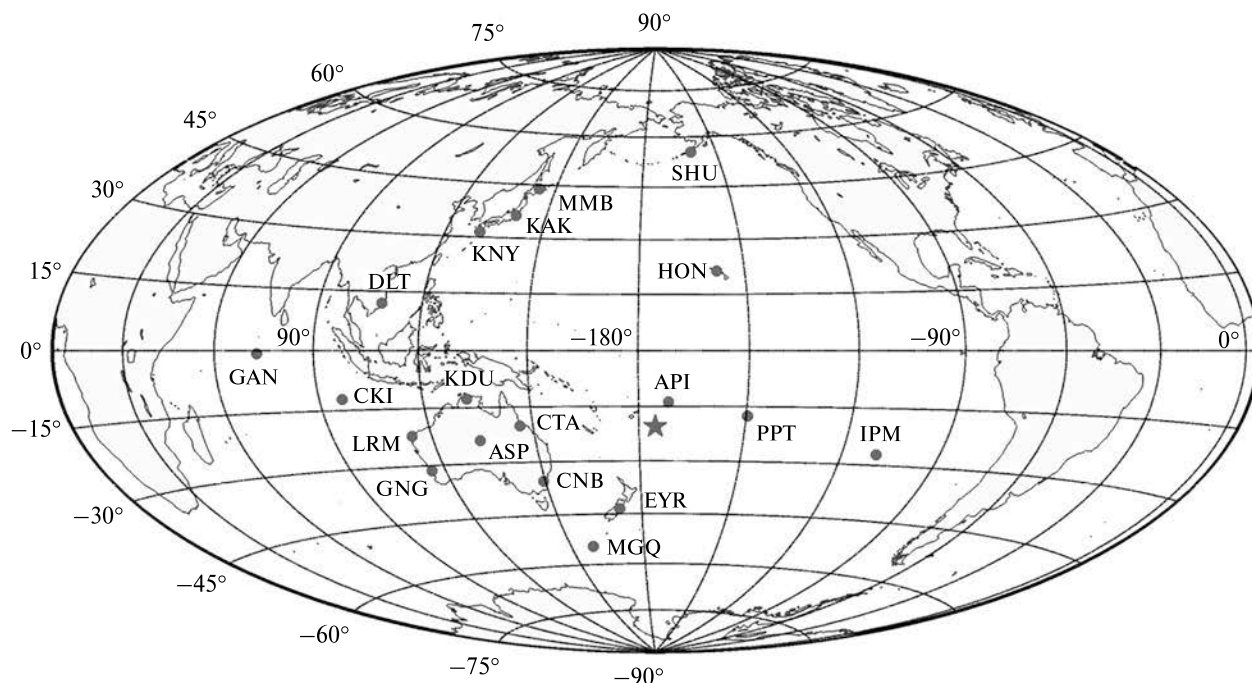 90°
75°
60°
45°
SHU
30°
MMB
KAK
KNY
15°
HON
DLT
0°
90°
−180°
−90°
0°
GAN
KDU
API
CKI
−15°
LRM
CTA
PPT
IPM
ASP
GNG
CNB
−30°
EYR
MGQ
−45°
−60°
−75°
−90°